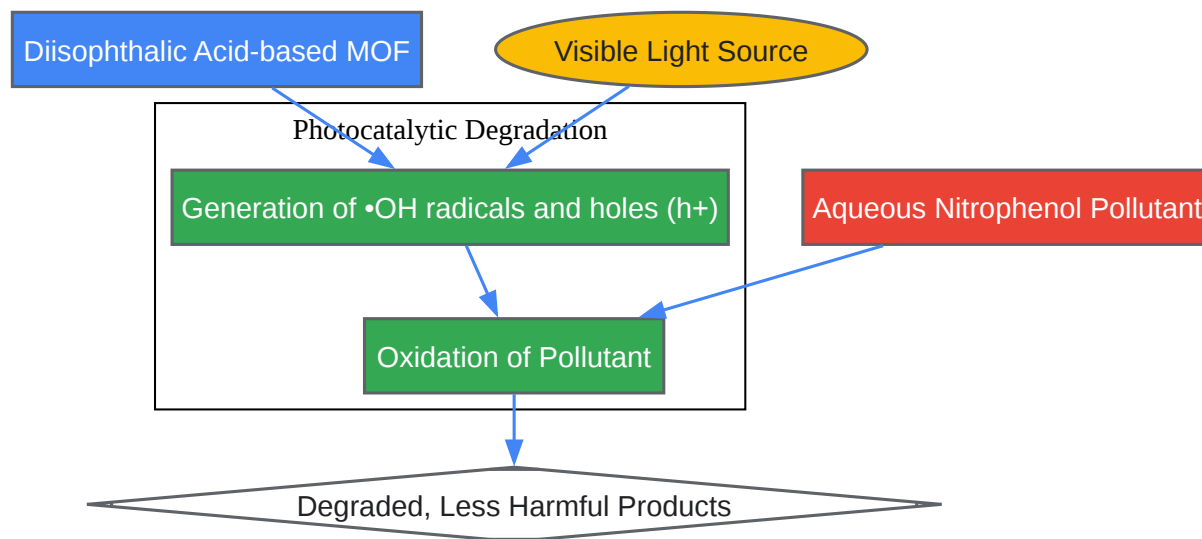 Diisophthalic Acid-based MOF
Visible Light Source
Photocatalytic Degradation
Generation of •OH radicals and holes (h+)
Aqueous Nitrophenol Pollutant
Oxidation of Pollutant
Degraded, Less Harmful Products